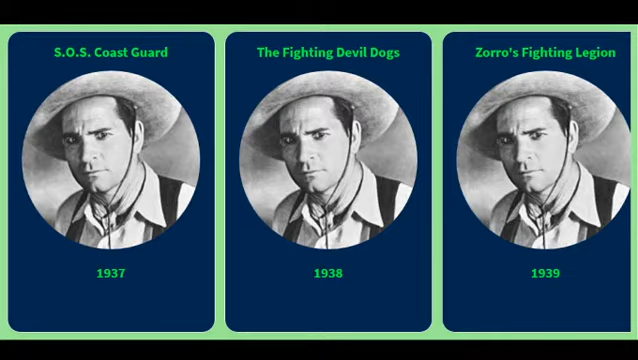 S.O.S. Coast Guard
The Fighting Devil Dogs
Zorro's Fighting Legion
1937
1938
1939